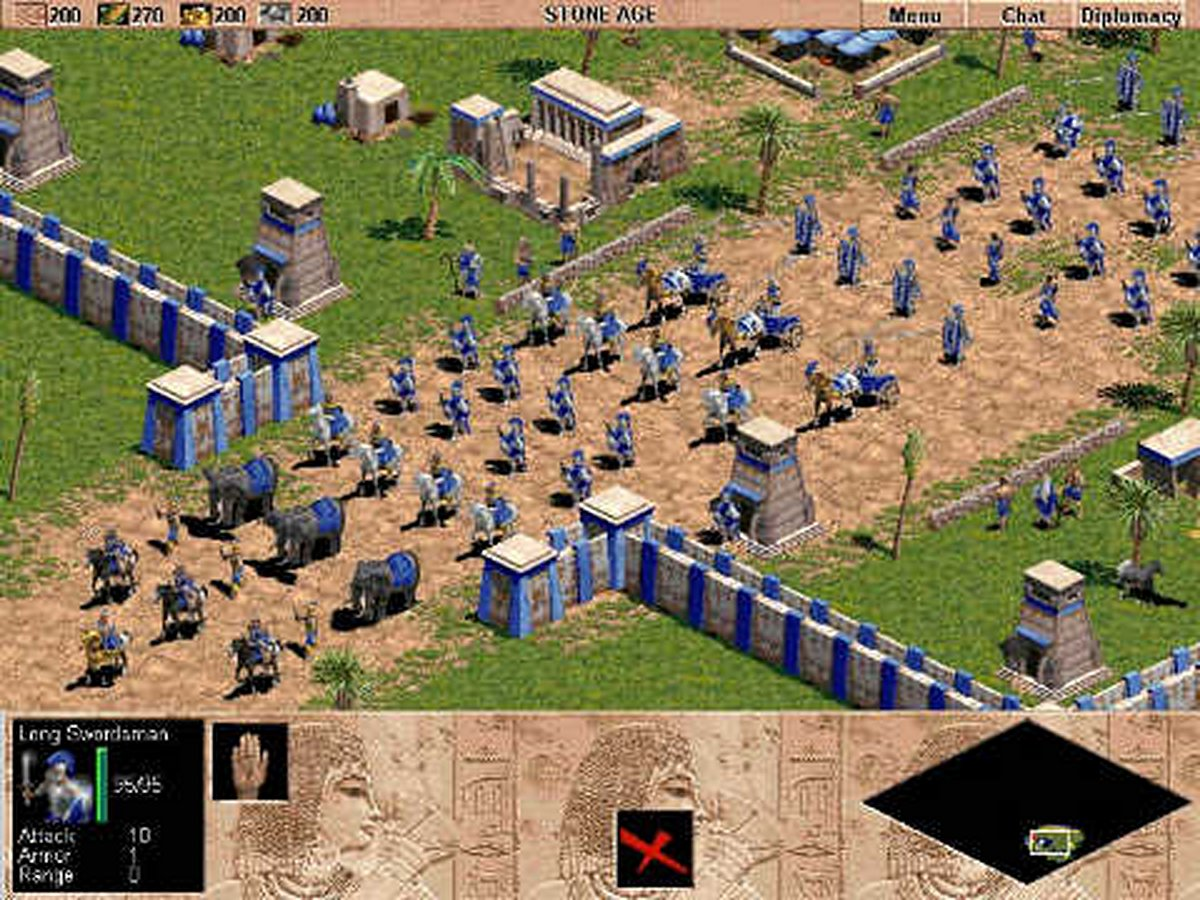 200 270 200 200 STONE AGE Menu Chat Diplomacy
Long Swordsman
Attack 10
Armor 1
Range 0